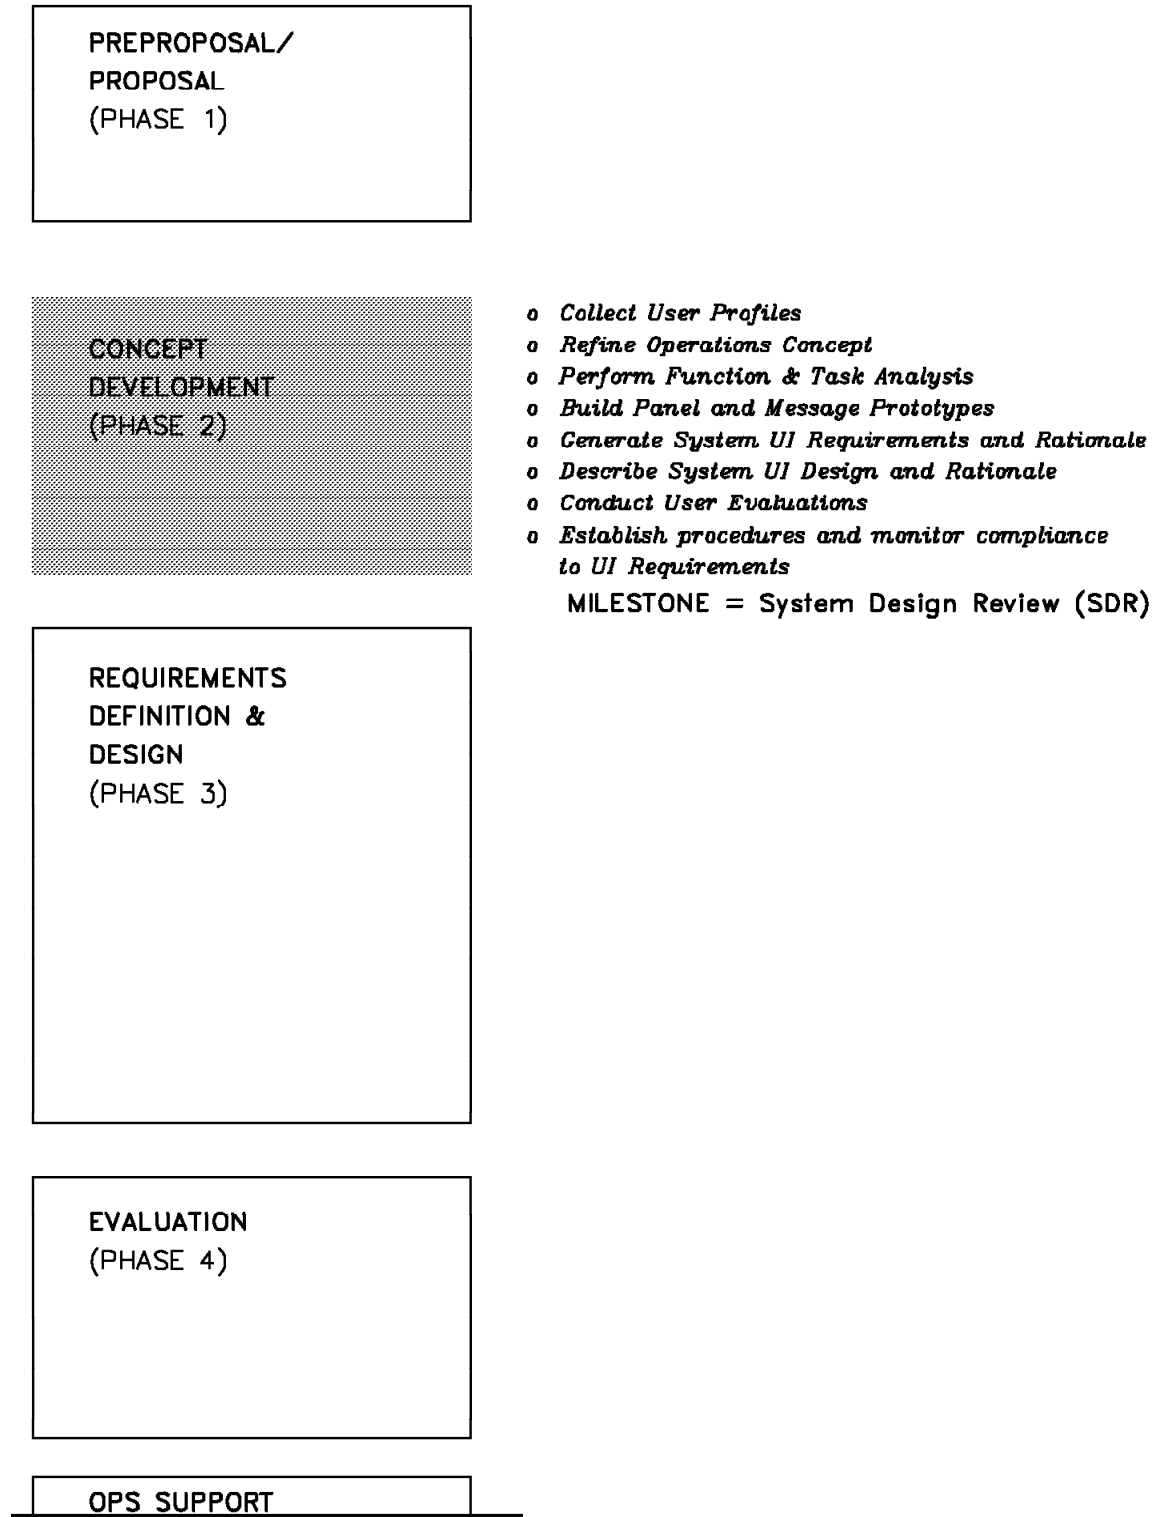 PREPROPOSAL/
PROPOSAL
(PHASE 1)
CONCEPT
DEVELOPMENT
(PHASE 2)
o Collect User Profiles
o Refine Operations Concept
o Perform Function & Task Analysis
o Build Panel and Message Prototypes
o Generate System UI Requirements and Rationale
o Describe System UI Design and Rationale
o Conduct User Evaluations
o Establish procedures and monitor compliance
to UI Requirements
MILESTONE = System Design Review (SDR)
REQUIREMENTS
DEFINITION &
DESIGN
(PHASE 3)
EVALUATION
(PHASE 4)
OPS SUPPORT